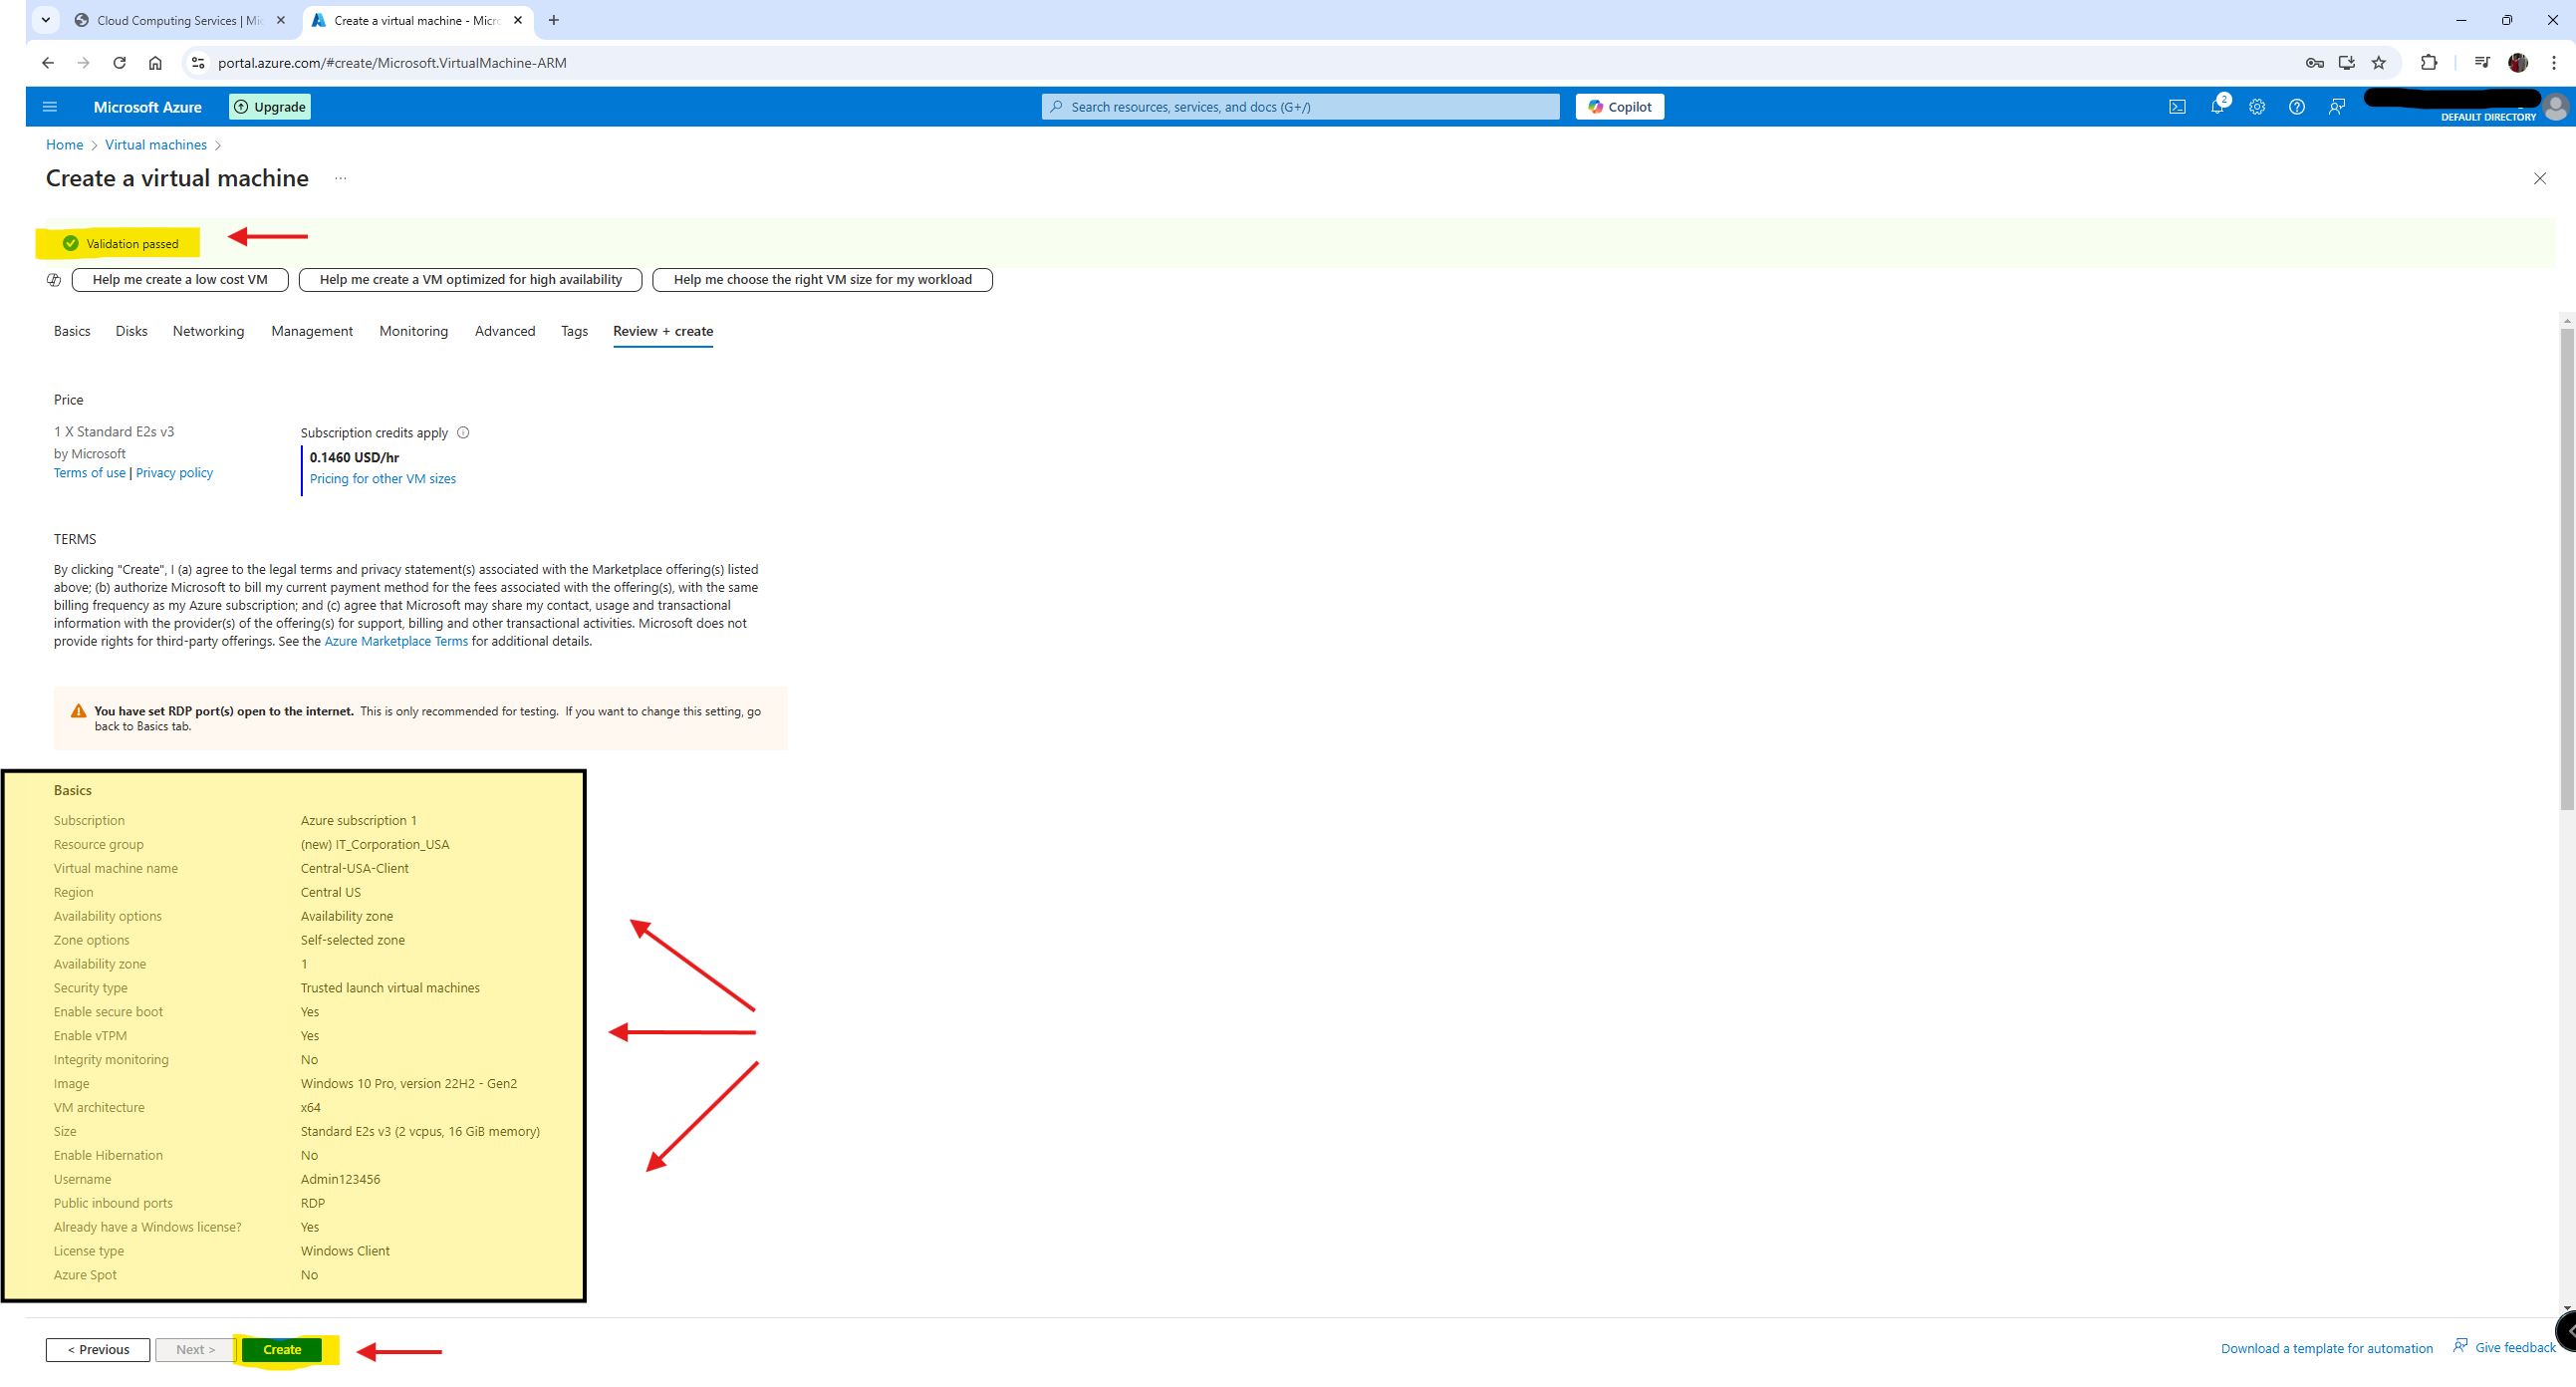 Cloud Computing Services | Mic
Create a virtual machine - Micro
portal.azure.com/#create/Microsoft.VirtualMachine-ARM
Microsoft Azure
Upgrade
Search resources, services, and docs (G+/)
Copilot
2
DEFAULT DIRECTORY
Home > Virtual machines >
Create a virtual machine ...
Validation passed
Help me create a low cost VM
Help me create a VM optimized for high availability
Help me choose the right VM size for my workload
Basics Disks Networking Management Monitoring Advanced Tags Review + create
Price
1 X Standard E2s v3
by Microsoft
Terms of use | Privacy policy
Subscription credits apply
0.1460 USD/hr
Pricing for other VM sizes
TERMS
By clicking "Create", I (a) agree to the legal terms and privacy statement(s) associated with the Marketplace offering(s) listed
above; (b) authorize Microsoft to bill my current payment method for the fees associated with the offering(s), with the same
billing frequency as my Azure subscription; and (c) agree that Microsoft may share my contact, usage and transactional
information with the provider(s) of the offering(s) for support, billing and other transactional activities. Microsoft does not
provide rights for third-party offerings. See the Azure Marketplace Terms for additional details.
You have set RDP port(s) open to the internet. This is only recommended for testing. If you want to change this setting, go
back to Basics tab.
Basics
Subscription Azure subscription 1
Resource group (new) IT_Corporation_USA
Virtual machine name Central-USA-Client
Region Central US
Availability options Availability zone
Zone options Self-selected zone
Availability zone 1
Security type Trusted launch virtual machines
Enable secure boot Yes
Enable vTPM Yes
Integrity monitoring No
Image Windows 10 Pro, version 22H2 - Gen2
VM architecture x64
Size Standard E2s v3 (2 vcpus, 16 GiB memory)
Enable Hibernation No
Username Admin123456
Public inbound ports RDP
Already have a Windows license? Yes
License type Windows Client
Azure Spot No
< Previous
Next >
Create
Download a template for automation
Give feedback